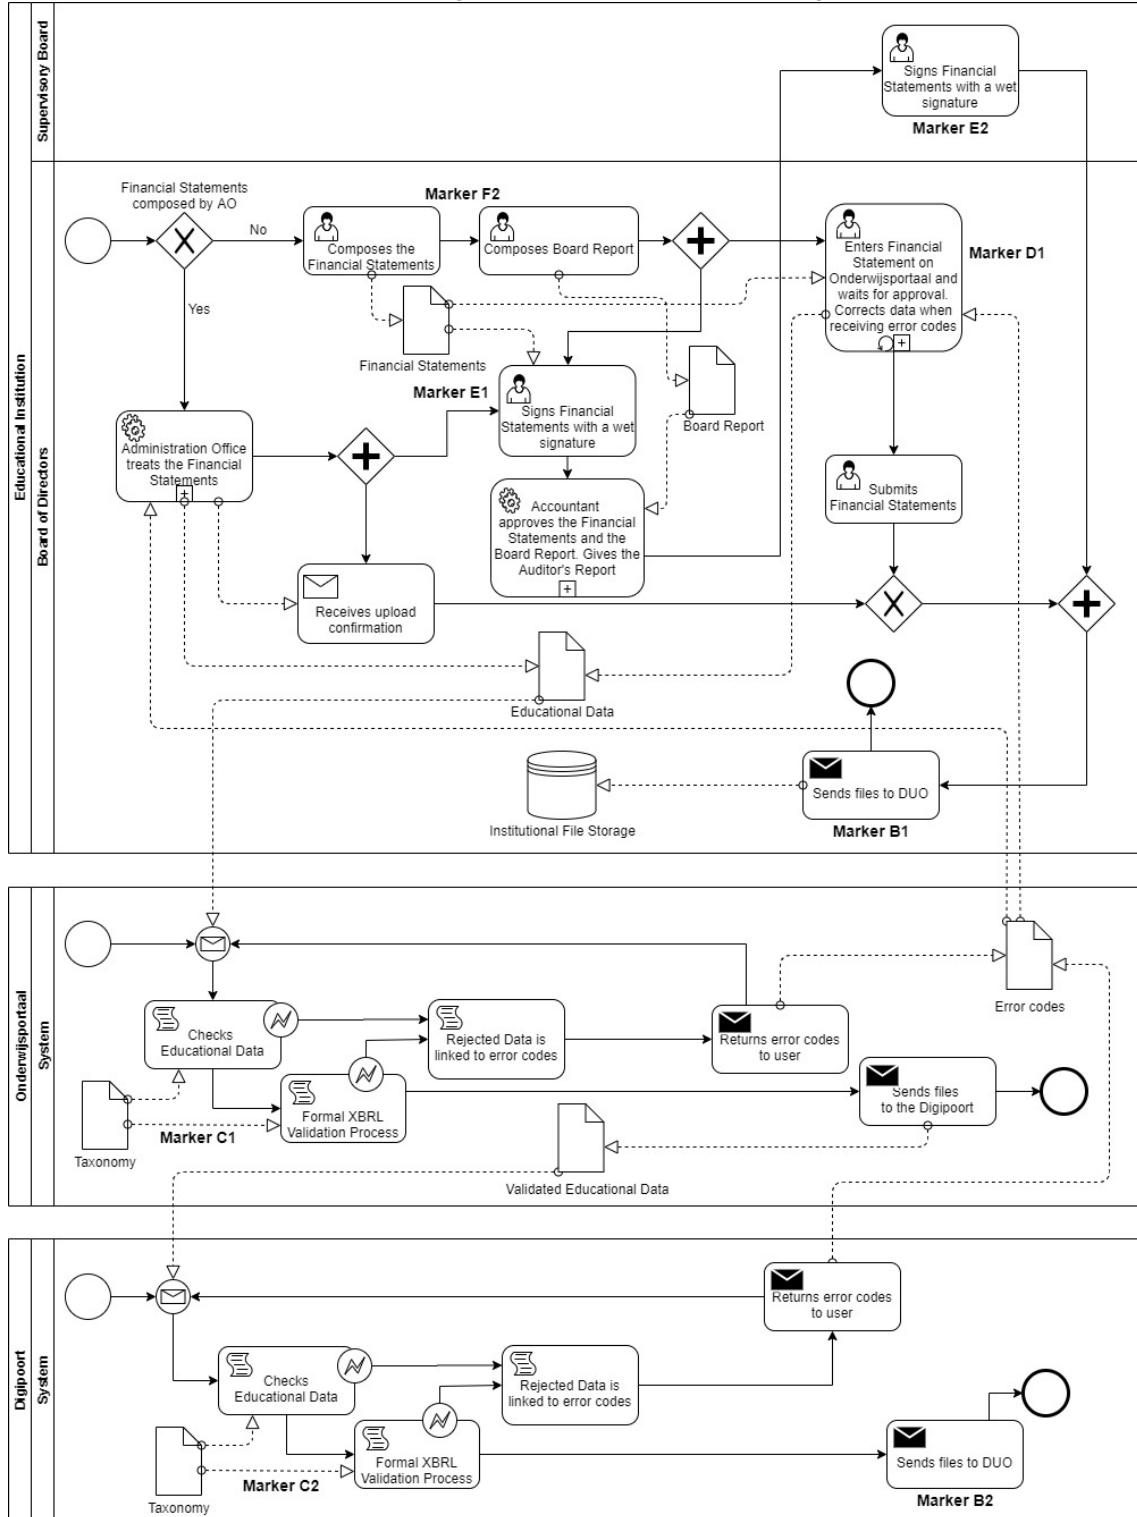 Supervisory Board
Signs Financial
Statements with a wet
signature
Marker E2
Educational Institution
Board of Directors
Financial Statements
composed by AO
No
Yes
Marker F2
Composes the
Financial Statements
Composes Board Report
Enters Financial
Statement on
Onderwijsportaal and
waits for approval.
Corrects data when
receiving error codes
Marker D1
Financial Statements
Marker E1
Signs Financial
Statements with a wet
signature
Board Report
Administration Office
treats the Financial
Statements
Accountant
approves the Financial
Statements and the
Board Report. Gives the
Auditor's Report
Submits
Financial Statements
Receives upload
confirmation
Educational Data
Institutional File Storage
Sends files to DUO
Marker B1
Onderwijsportaal
System
Checks
Educational Data
Rejected Data is
linked to error codes
Returns error codes
to user
Error codes
Formal XBRL
Validation Process
Sends files
to the Digipoort
Marker C1
Taxonomy
Validated Educational Data
Digipoort
System
Returns error codes
to user
Checks
Educational Data
Rejected Data is
linked to error codes
Formal XBRL
Validation Process
Sends files to DUO
Marker C2
Marker B2
Taxonomy